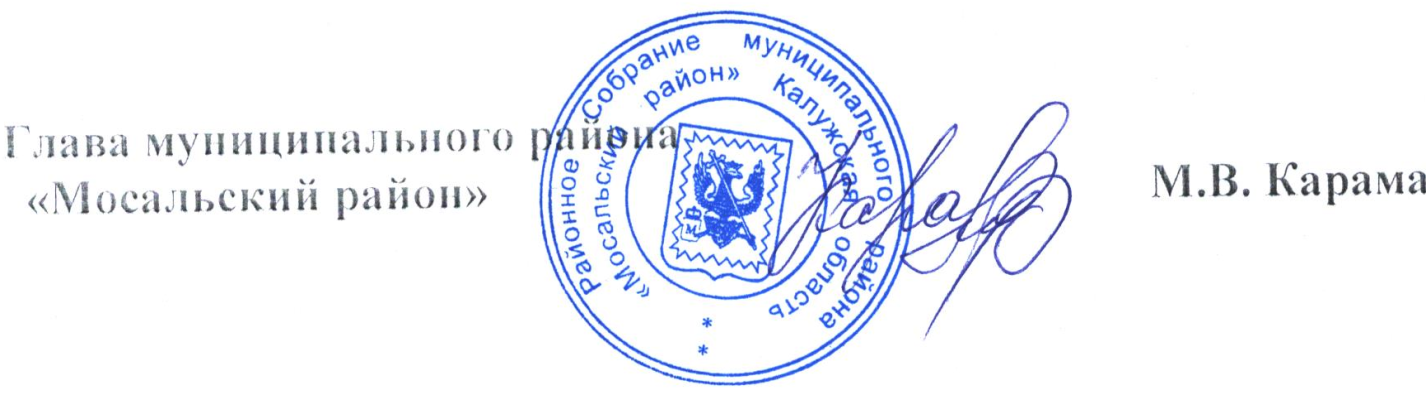 Глава муниципального района
«Мосальский район»
М.В. Карама
Районное Собрание муниципального района
«Мосальский район» Калужская область
* *